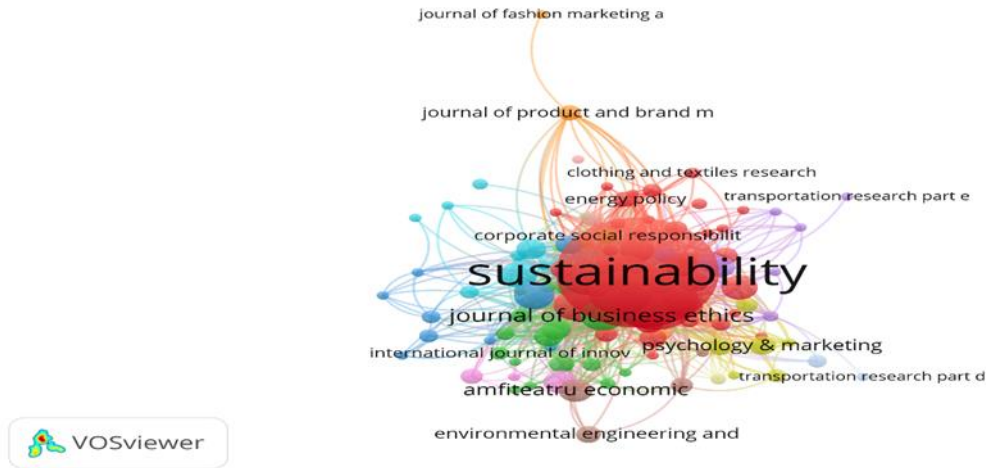 journal of fashion marketing a
journal of product and brand m
clothing and textiles research
energy policy
transportation research part e
corporate social responsibilit
sustainability
journal of business ethics
psychology & marketing
international journal of innov
transportation research part d
amfiteatru economic
environmental engineering and
VOSviewer